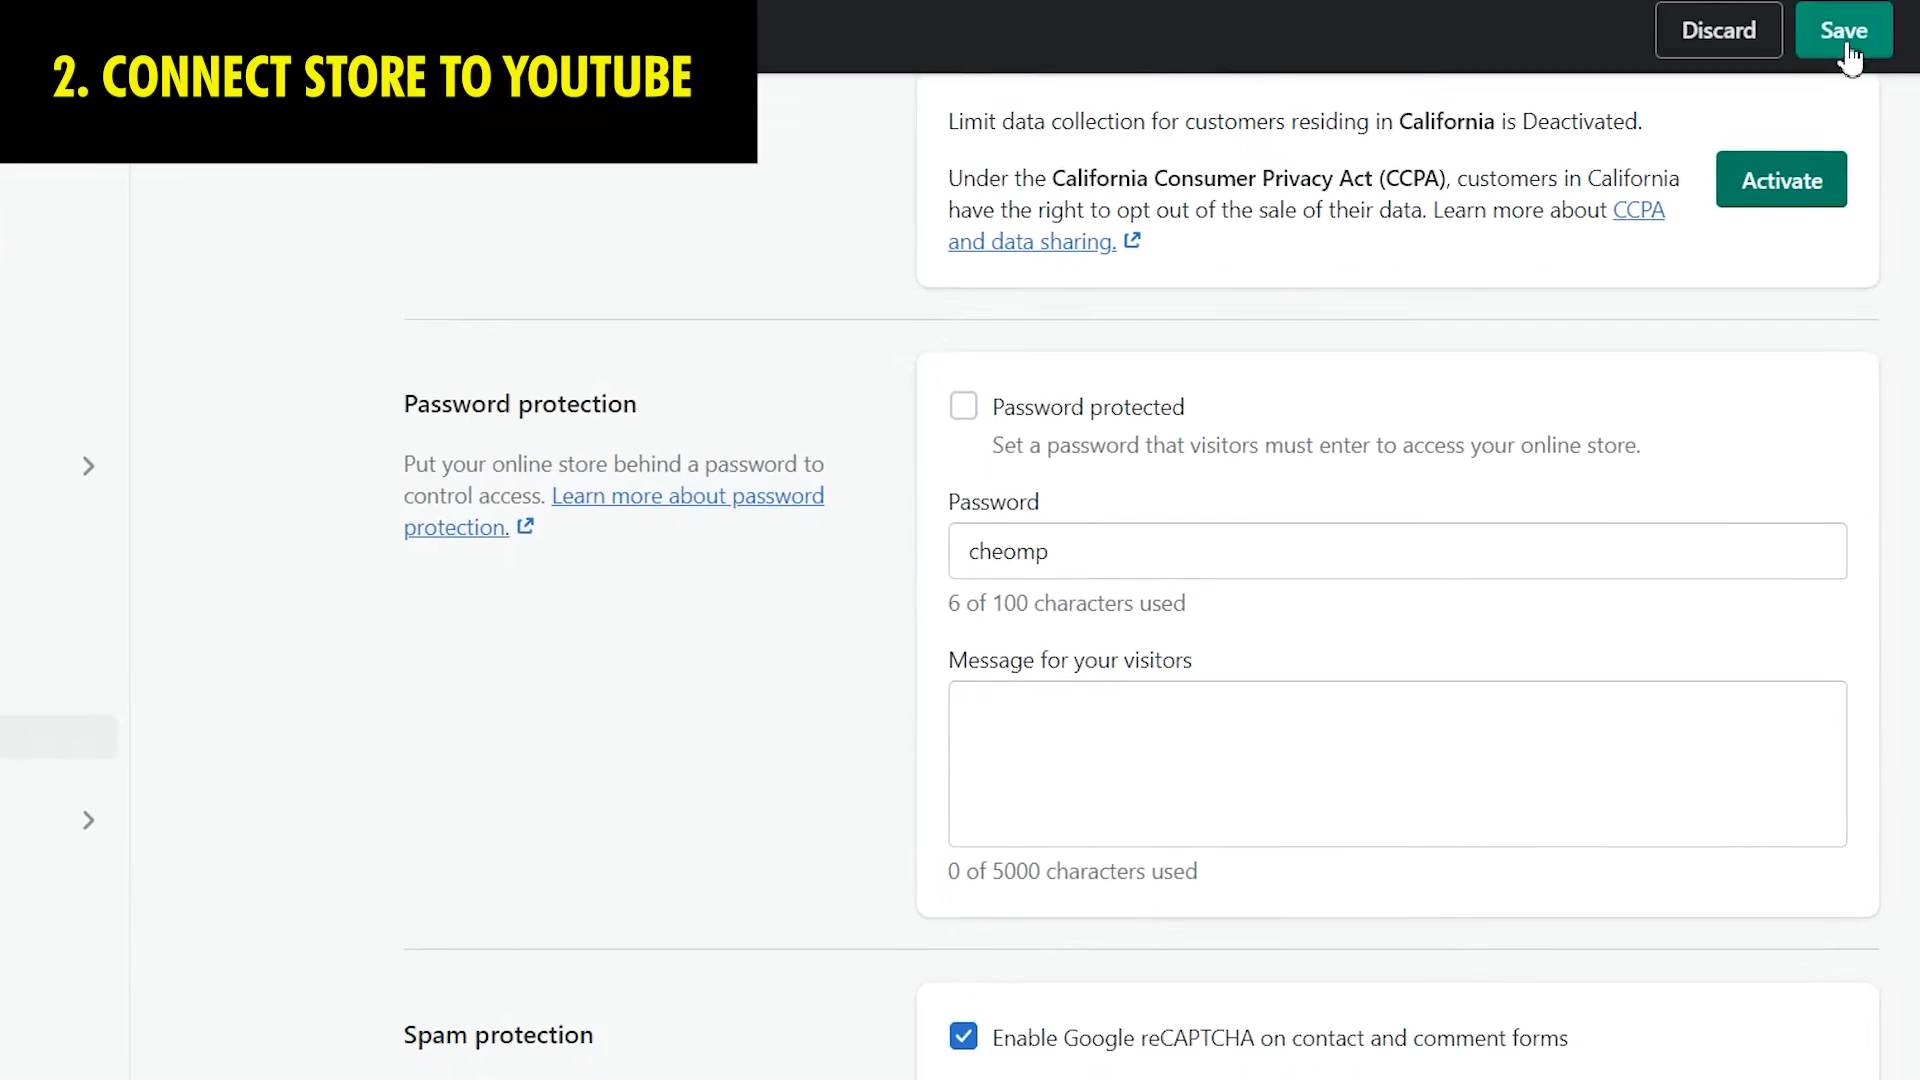 2. CONNECT STORE TO YOUTUBE
Discard
Save
Limit data collection for customers residing in California is Deactivated.
Under the California Consumer Privacy Act (CCPA), customers in California
have the right to opt out of the sale of their data. Learn more about CCPA
and data sharing.
Activate
Password protection
Put your online store behind a password to
control access. Learn more about password
protection.
Password protected
Set a password that visitors must enter to access your online store.
Password
cheomp
6 of 100 characters used
Message for your visitors
0 of 5000 characters used
Spam protection
Enable Google reCAPTCHA on contact and comment forms